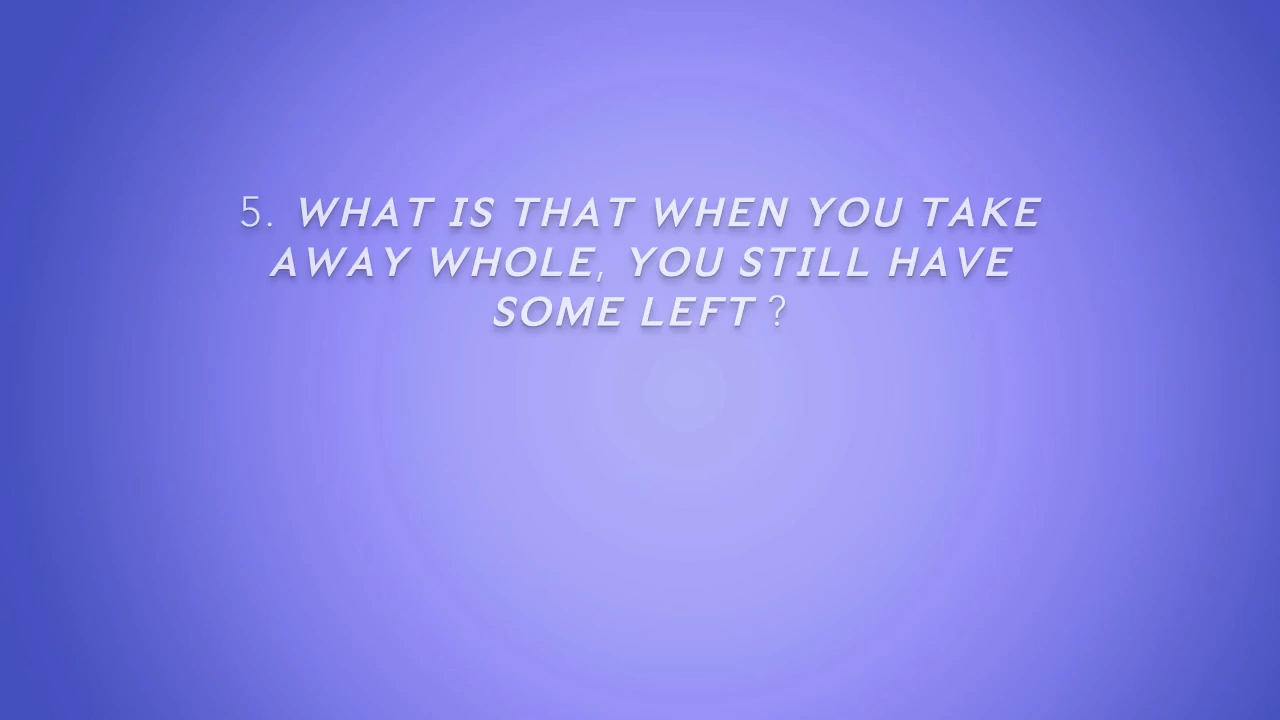 5. WHAT IS THAT WHEN YOU TAKE
AWAY WHOLE, YOU STILL HAVE
SOME LEFT ?